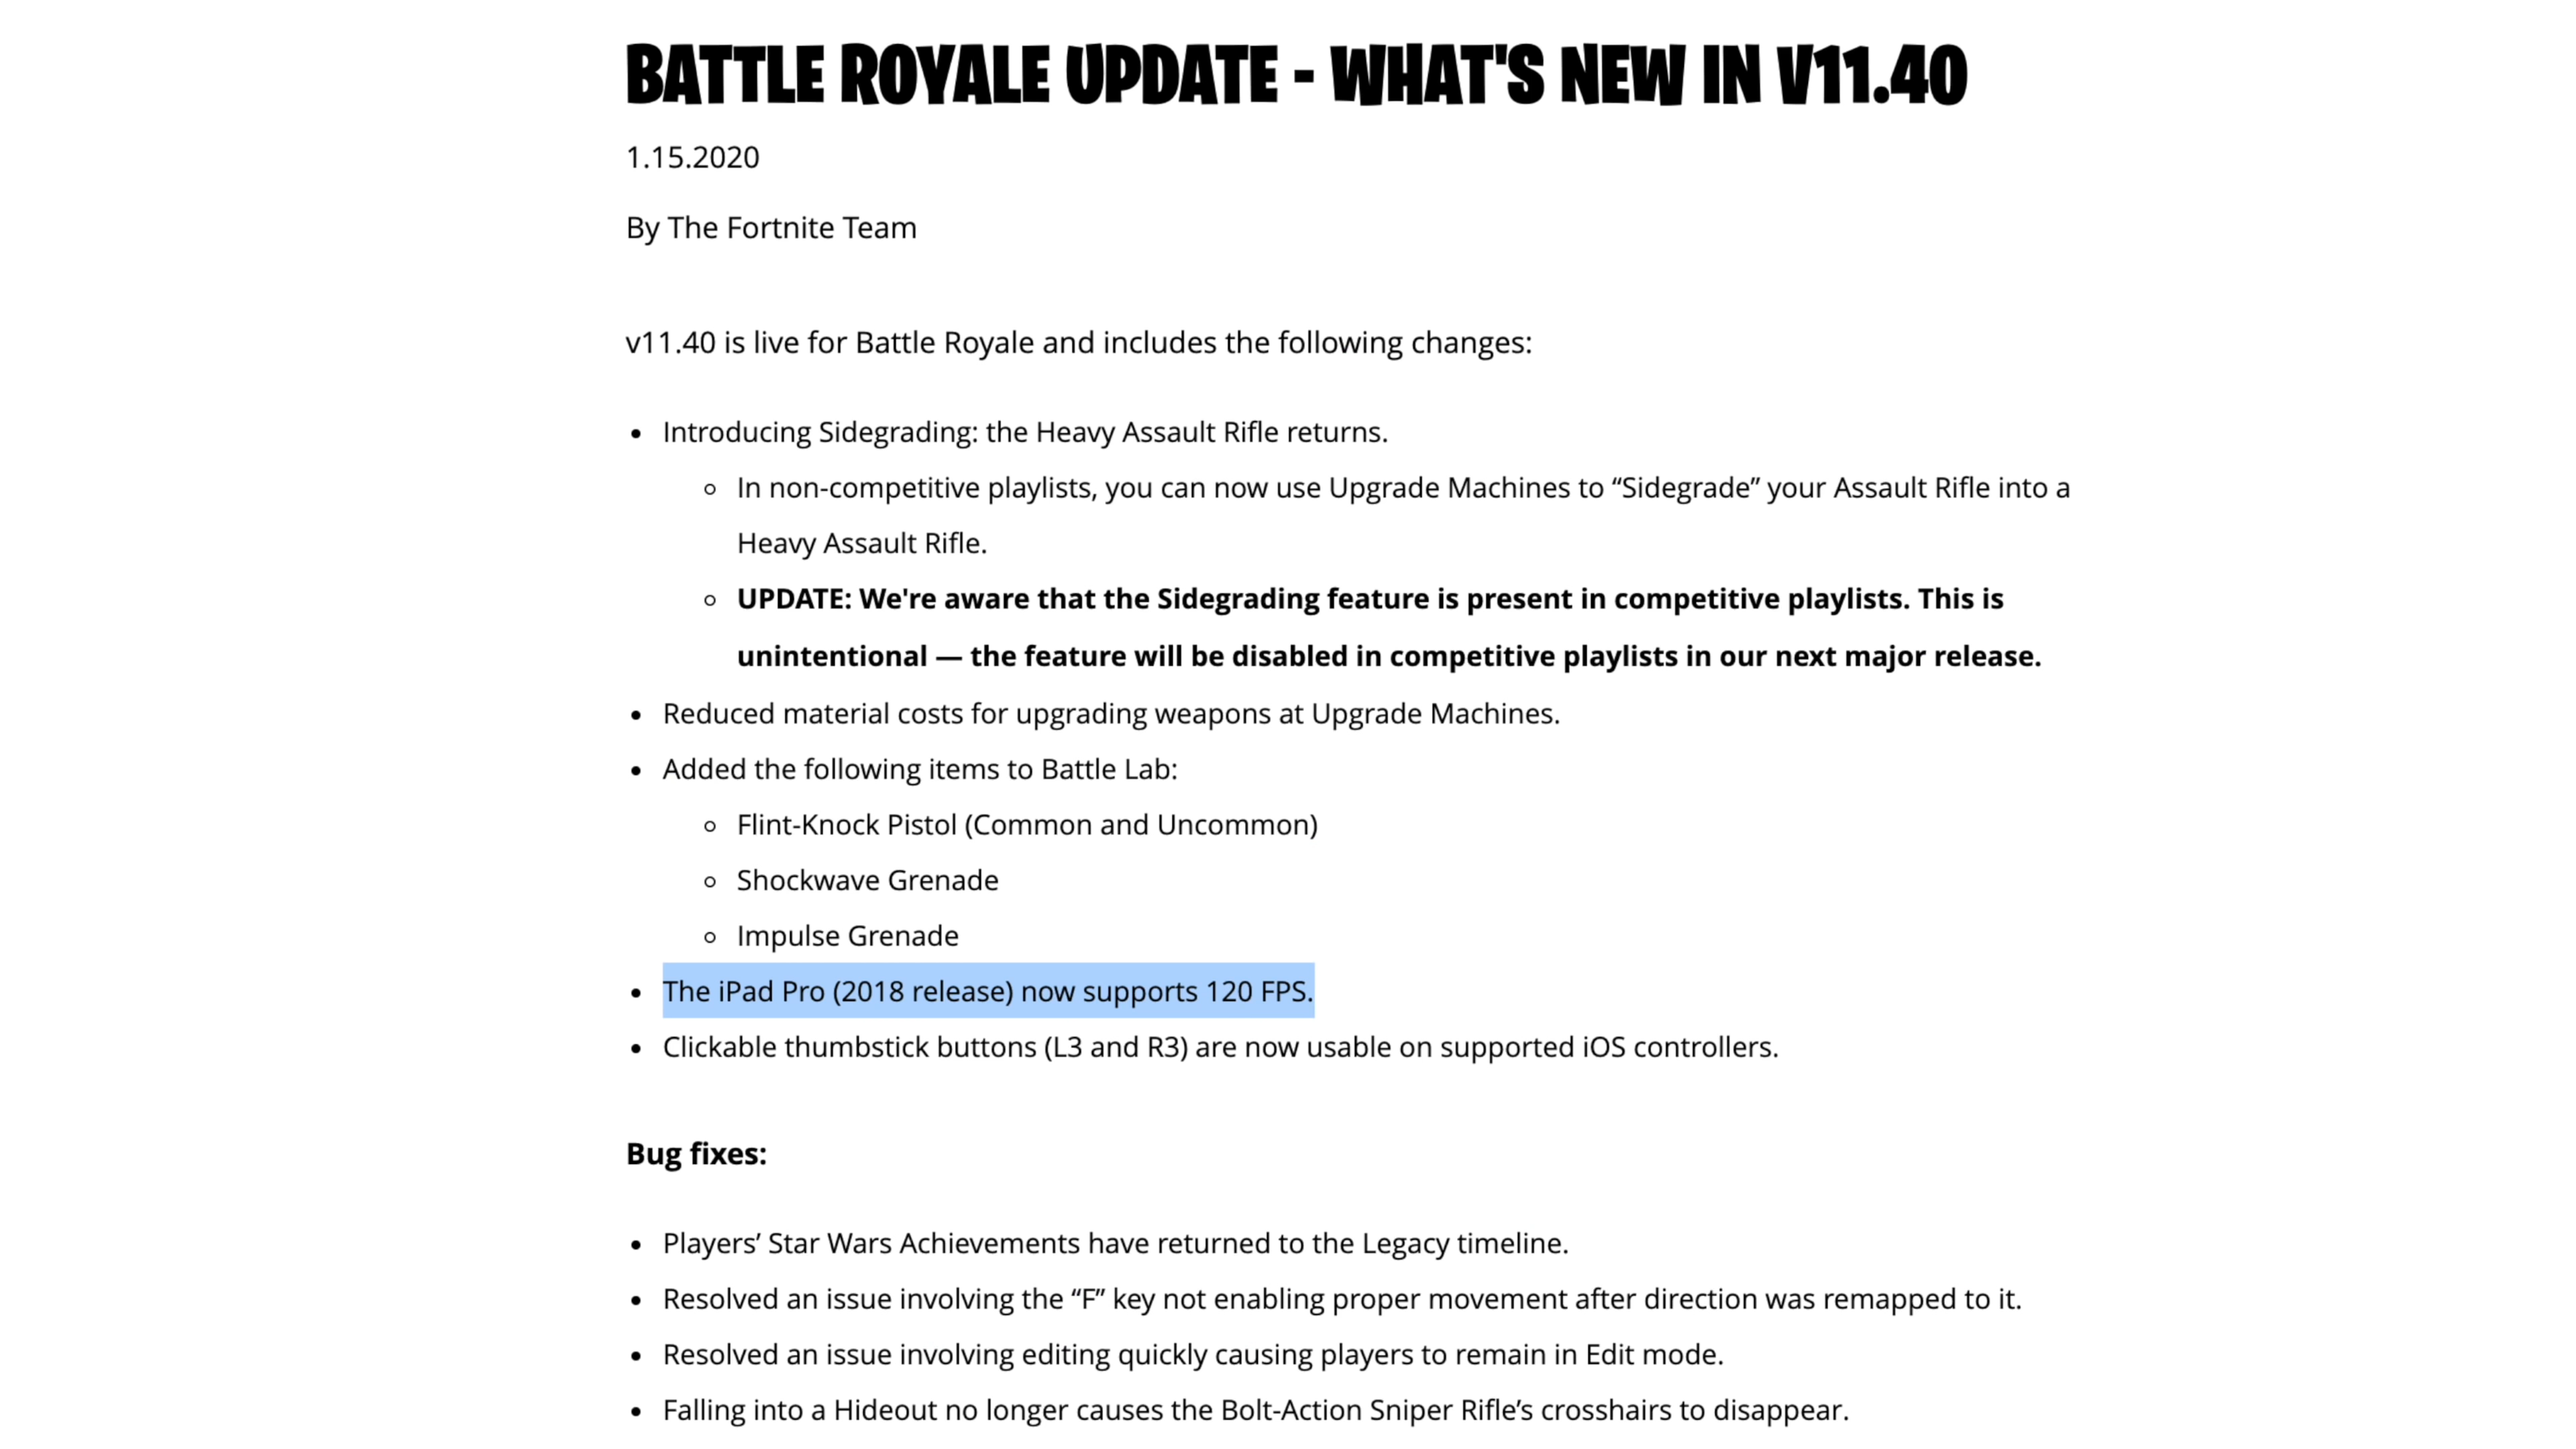 BATTLE ROYALE UPDATE - WHAT'S NEW IN V11.40
1.15.2020
By The Fortnite Team
v11.40 is live for Battle Royale and includes the following changes:
• Introducing Sidegrading: the Heavy Assault Rifle returns.
○ In non-competitive playlists, you can now use Upgrade Machines to “Sidegrade” your Assault Rifle into a
Heavy Assault Rifle.
○ UPDATE: We're aware that the Sidegrading feature is present in competitive playlists. This is
unintentional — the feature will be disabled in competitive playlists in our next major release.
• Reduced material costs for upgrading weapons at Upgrade Machines.
• Added the following items to Battle Lab:
○ Flint-Knock Pistol (Common and Uncommon)
○ Shockwave Grenade
○ Impulse Grenade
• The iPad Pro (2018 release) now supports 120 FPS.
• Clickable thumbstick buttons (L3 and R3) are now usable on supported iOS controllers.
Bug fixes:
• Players’ Star Wars Achievements have returned to the Legacy timeline.
• Resolved an issue involving the “F” key not enabling proper movement after direction was remapped to it.
• Resolved an issue involving editing quickly causing players to remain in Edit mode.
• Falling into a Hideout no longer causes the Bolt-Action Sniper Rifle’s crosshairs to disappear.